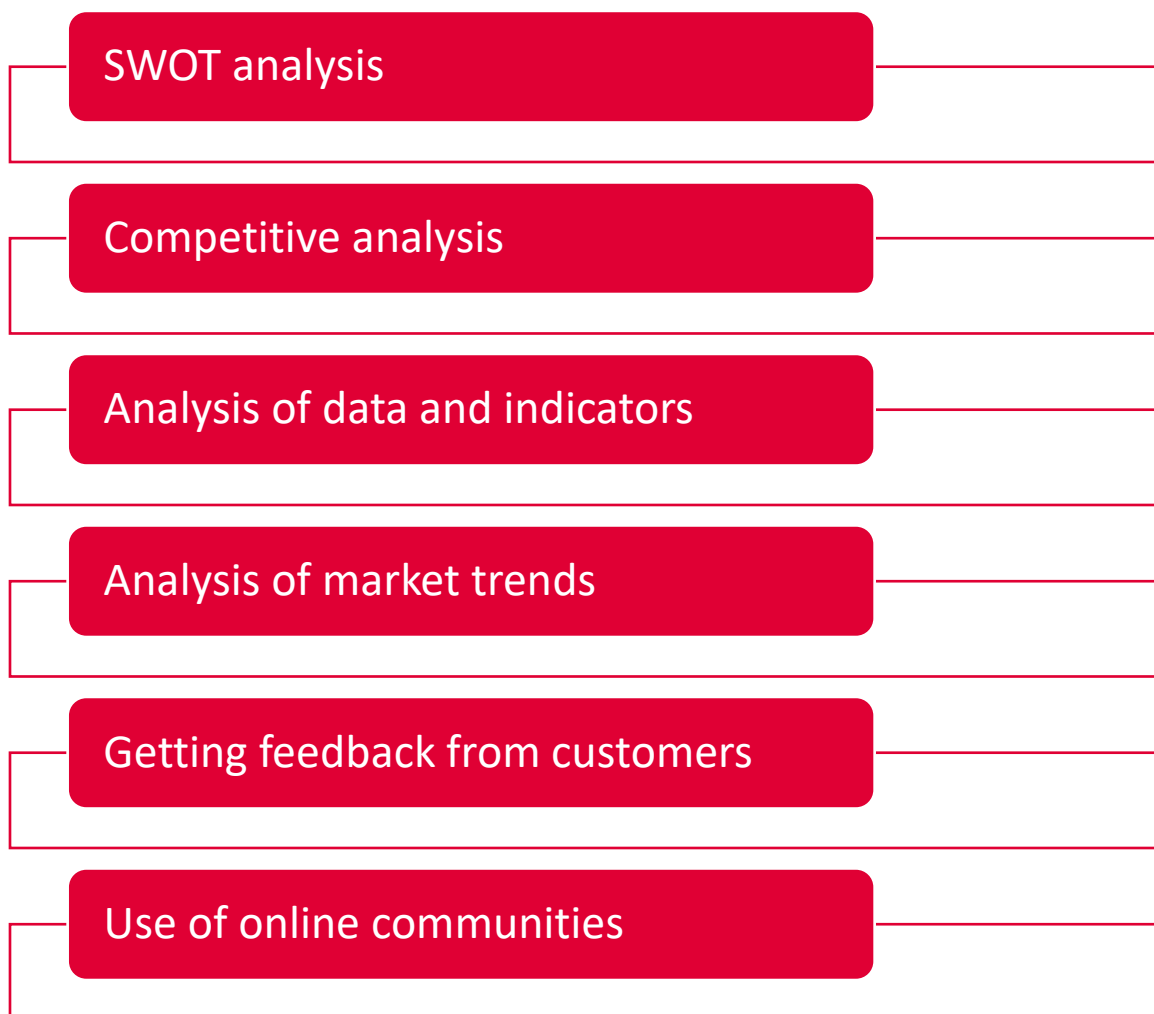 SWOT analysis
Competitive analysis
Analysis of data and indicators
Analysis of market trends
Getting feedback from customers
Use of online communities